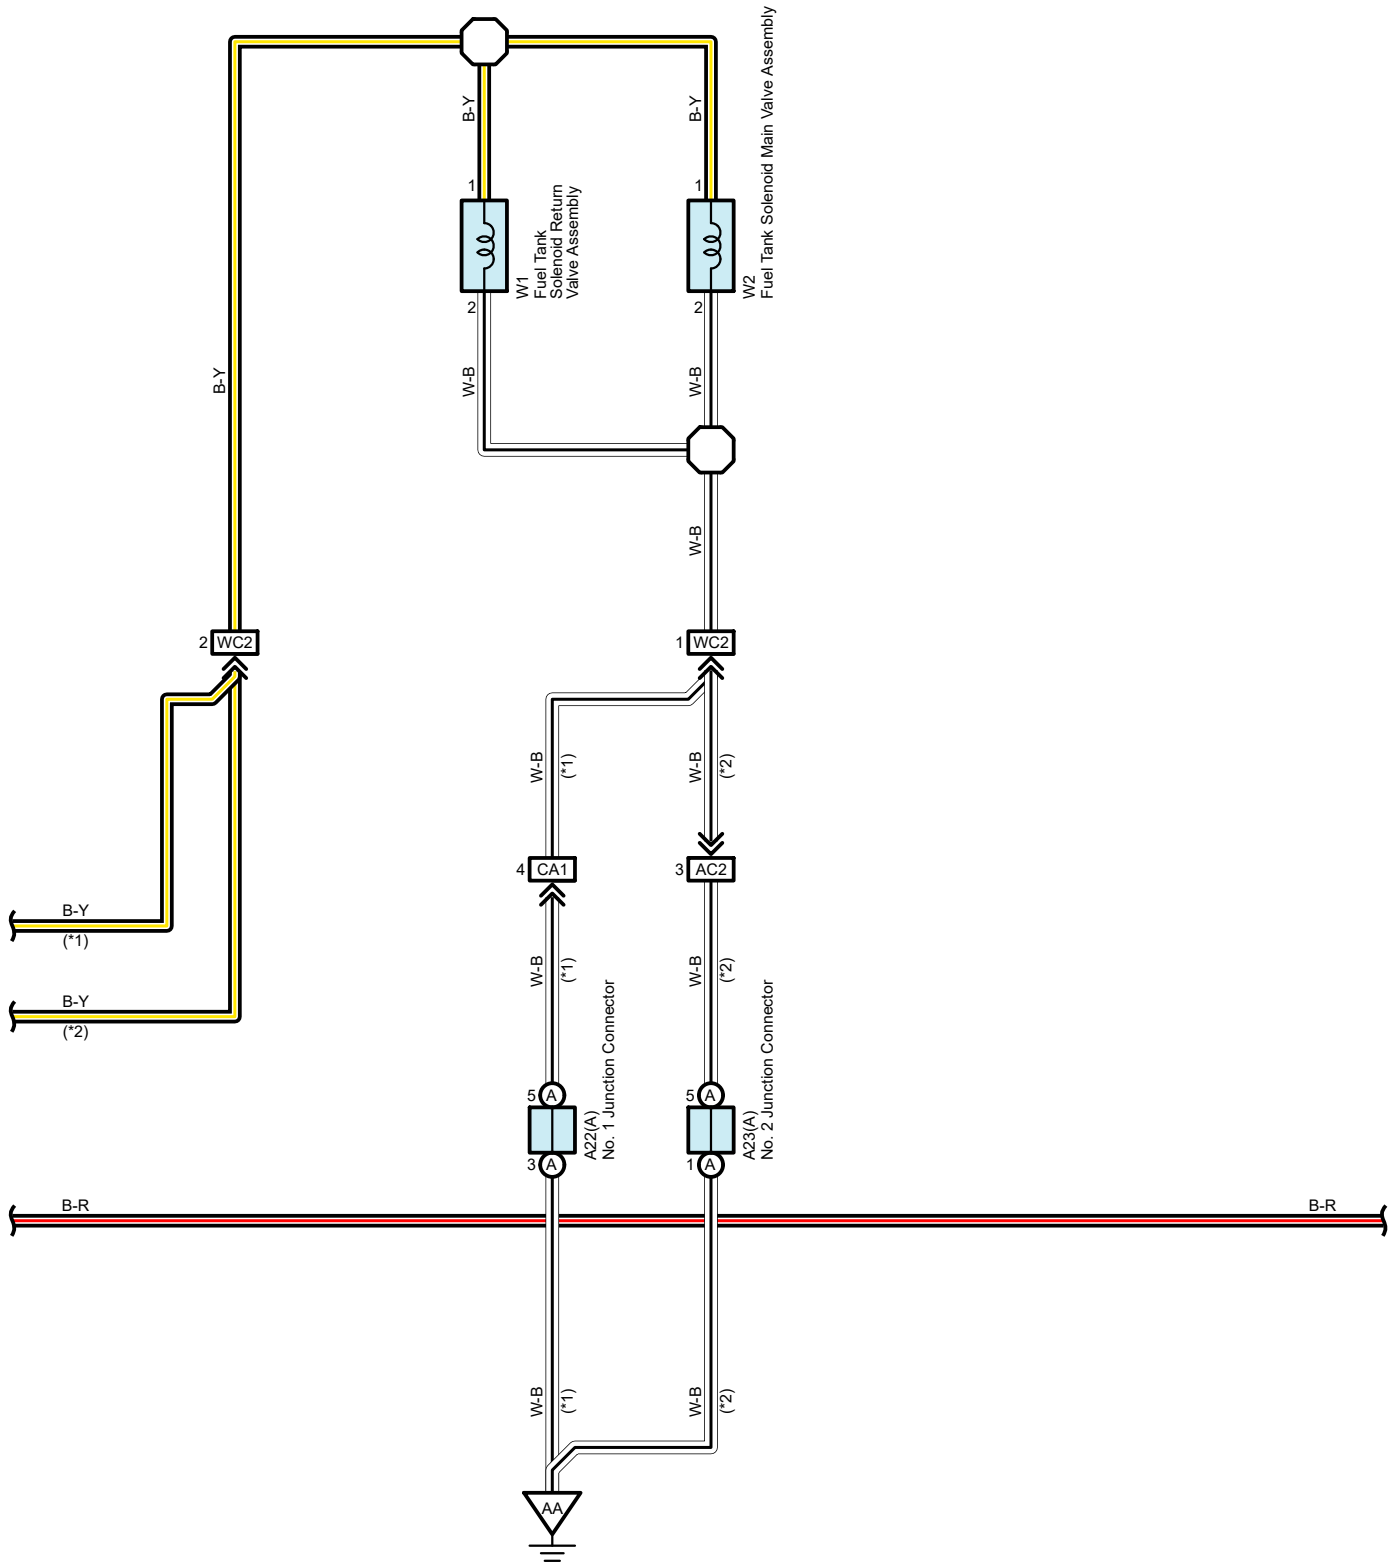 B-Y
B-Y
1
1
W1
Fuel Tank
Solenoid Return
Valve Assembly
W2
Fuel Tank Solenoid Main Valve Assembly
2
2
B-Y
W-B
W-B
W-B
2 WC2
1 WC2
W-B
(*1)
W-B
(*2)
4 CA1
3 AC2
B-Y
(*1)
W-B
(*1)
W-B
(*2)
B-Y
(*2)
5 A
5 A
A22(A)
No. 1 Junction Connector
A23(A)
No. 2 Junction Connector
3 A
1 A
B-R
B-R
W-B
(*1)
W-B
(*2)
AA